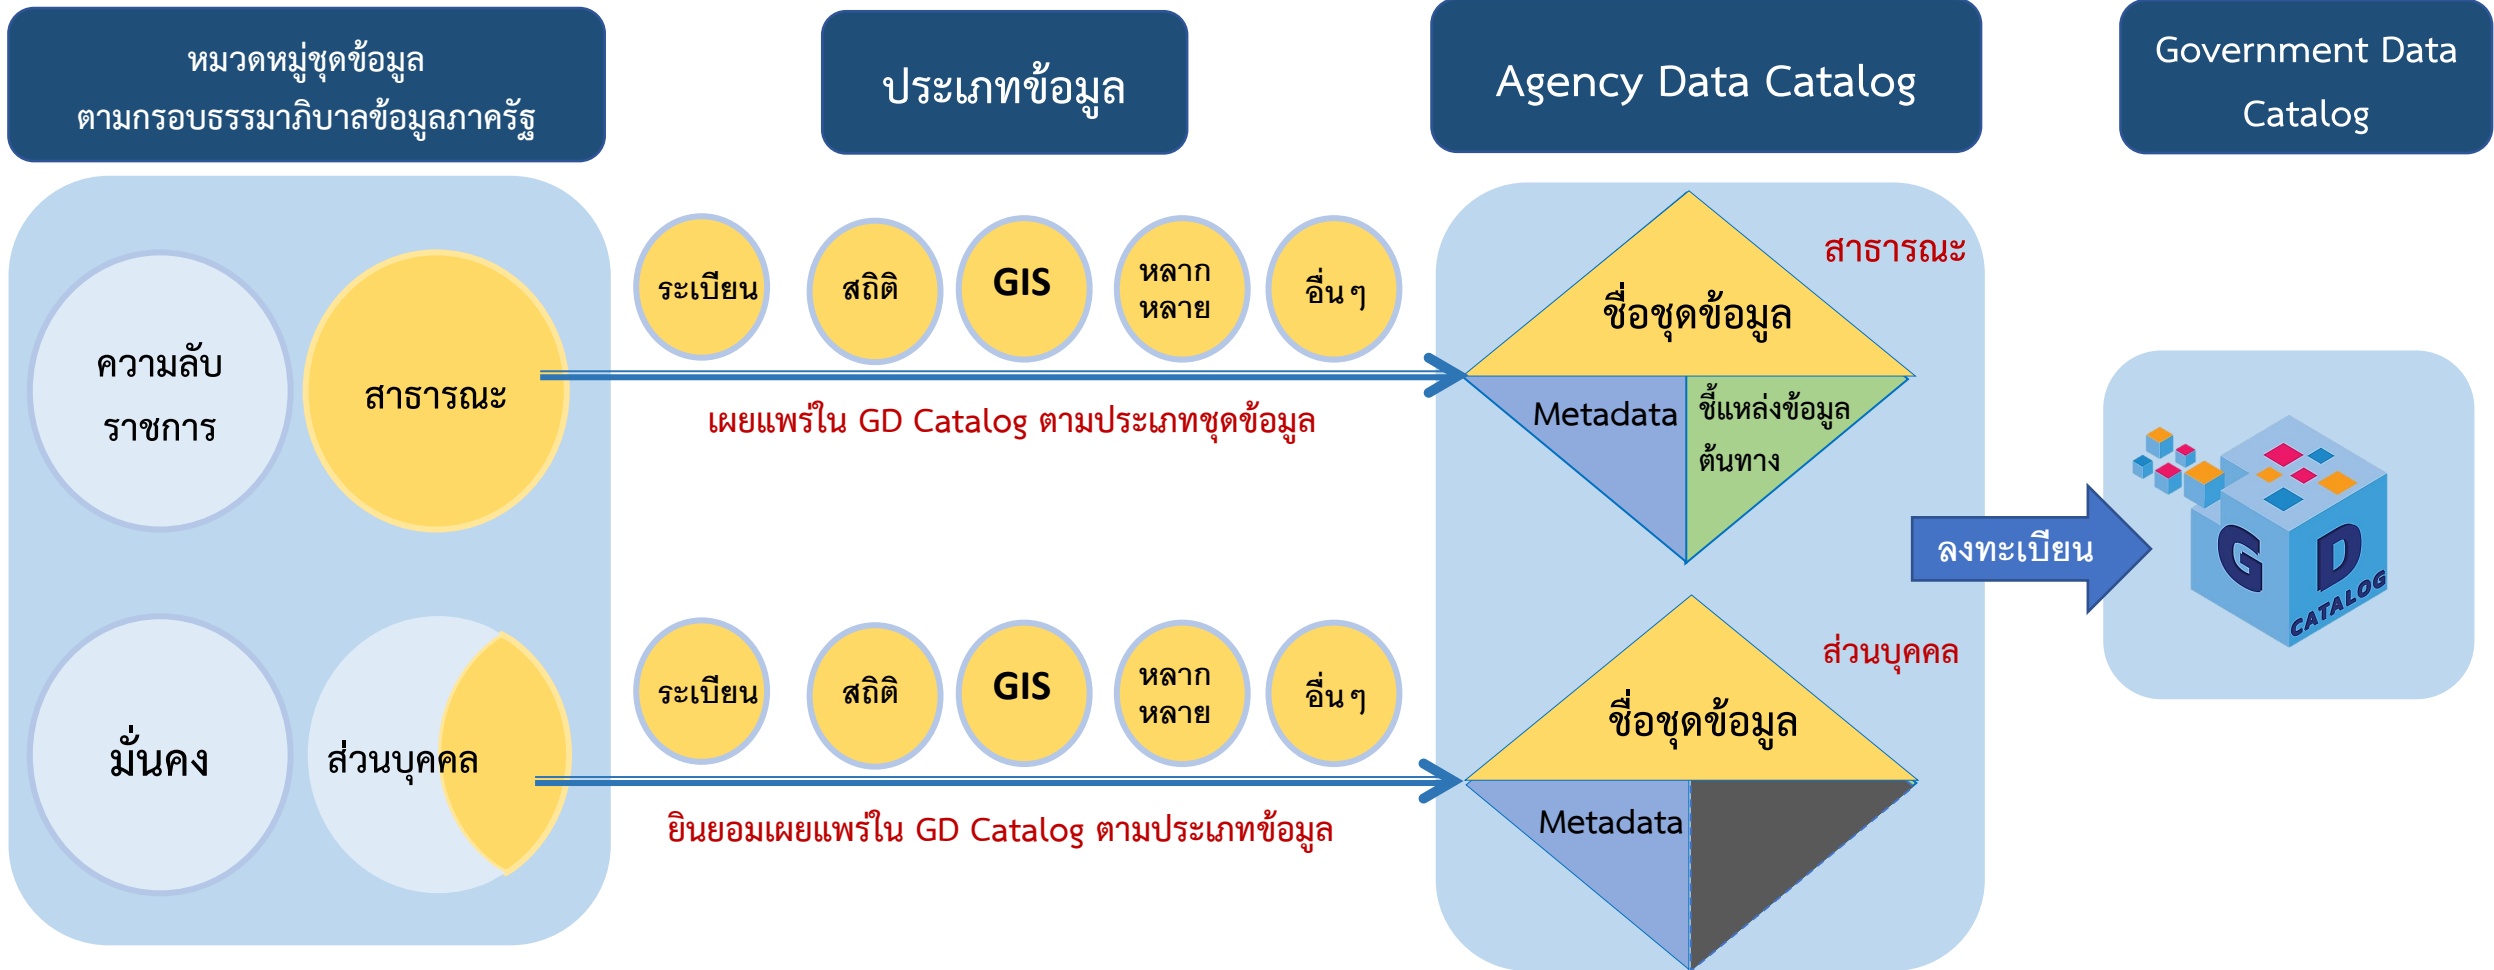 หมวดหมู่ชุดข้อมูล
ตามกรอบธรรมาภิบาลข้อมูลภาครัฐ
ประเภทข้อมูล
Agency Data Catalog
Government Data
Catalog
ความลับ
ราชการ
สาธารณะ
มั่นคง
ส่วนบุคคล
ระเบียน
สถิติ
GIS
หลาก
หลาย
อื่น ๆ
เผยแพร่ใน GD Catalog ตามประเภทชุดข้อมูล
ระเบียน
สถิติ
GIS
หลาก
หลาย
อื่น ๆ
ยินยอมเผยแพร่ใน GD Catalog ตามประเภทข้อมูล
สาธารณะ
ชื่อชุดข้อมูล
Metadata
ชี้แหล่งข้อมูล
ต้นทาง
ส่วนบุคคล
ชื่อชุดข้อมูล
Metadata
ลงทะเบียน
G D
CATALOG